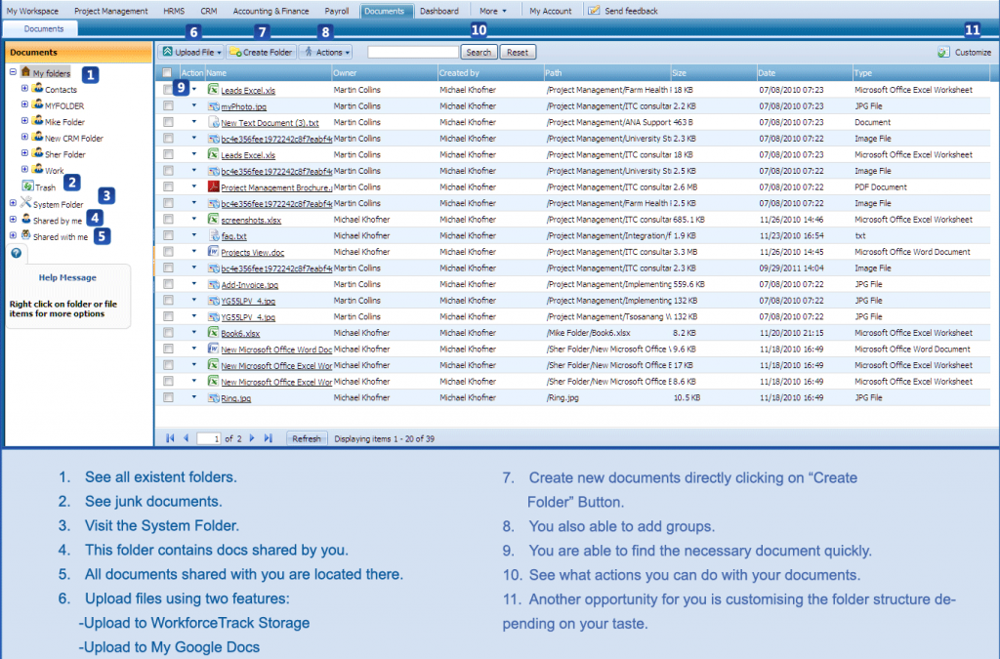 My Workspace Project Management HRMS CRM Accounting & Finance Payroll Documents Dashboard More My Account Send feedback
Documents 6 7 8 10 11
Documents Upload File Create Folder Actions Search Reset Customize
My folders 1 Action Name Owner Created by Path Size Date Type
Contacts 9 Leads Excel.xls Martin Collins Michael Khofner /Project Management/Farm Health I 18 KB 07/08/2010 07:23 Microsoft Office Excel Worksheet
MYFOLDER myPhoto.jpg Martin Collins Michael Khofner /Project Management/ITC consultar 2.2 KB 07/08/2010 07:23 JPG File
Mike Folder New Text Document (3).txt Martin Collins Michael Khofner /Project Management/ANA Support 463 B 07/08/2010 07:23 Document
New CRM Folder bc4e356fee1972242c8f7eabf4 Martin Collins Michael Khofner /Project Management/University St 2.3 KB 07/08/2010 07:22 Image File
Sher Folder Leads Excel.xls Martin Collins Michael Khofner /Project Management/ITC consultar 18 KB 07/08/2010 07:23 Microsoft Office Excel Worksheet
Work bc4e356fee1972242c8f7eabf4 Martin Collins Michael Khofner /Project Management/University St 2.5 KB 07/08/2010 07:22 Image File
Trash 2 Project Management Brochure. Martin Collins Michael Khofner /Project Management/ITC consultar 2.6 MB 07/08/2010 07:22 PDF Document
System Folder 3 bc4e356fee1972242c8f7eabf4 Martin Collins Michael Khofner /Project Management/Farm Health I 2.5 KB 07/08/2010 07:22 Image File
Shared by me 4 screenshots.xlsx Martin Collins Michael Khofner /Project Management/ITC consultar 685.1 KB 11/26/2010 14:46 Microsoft Office Excel Worksheet
Shared with me 5 faq.txt Martin Collins Michael Khofner /Project Management/Integration/f 1.9 KB 11/23/2010 16:54 txt
? Projects View.doc Martin Collins Michael Khofner /Project Management/ITC consultar 3.3 MB 11/26/2010 14:45 Microsoft Office Word Document
bc4e356fee1972242c8f7eabf4 Martin Collins Michael Khofner /Project Management/ITC consultar 2.3 KB 09/29/2011 14:04 Image File
Help Message Add-Invoice.jpg Martin Collins Michael Khofner /Project Management/Implementing 559.6 KB 07/08/2010 07:22 JPG File
Right click on folder or file YG55LPV_4.jpg Martin Collins Michael Khofner /Project Management/Implementing 132 KB 07/08/2010 07:22 JPG File
items for more options YG55LPV_4.jpg Martin Collins Michael Khofner /Project Management/Tsosanang 132 KB 07/08/2010 07:22 JPG File
Book6.xlsx Michael Khofner Michael Khofner /Mike Folder/Book6.xlsx 8.2 KB 11/20/2010 21:15 Microsoft Office Excel Worksheet
New Microsoft Office Word Doc Michael Khofner Michael Khofner /Sher Folder/New Microsoft Office 9.6 KB 11/18/2010 16:49 Microsoft Office Word Document
New Microsoft Office Excel Wor Michael Khofner Michael Khofner /Sher Folder/New Microsoft Office E 17 KB 11/18/2010 16:49 Microsoft Office Excel Worksheet
New Microsoft Office Excel Wor Michael Khofner Michael Khofner /Sher Folder/New Microsoft Office E 8.6 KB 11/18/2010 16:49 Microsoft Office Excel Worksheet
Ring.jpg Michael Khofner Michael Khofner /Ring.jpg 10.5 KB 11/18/2010 16:49 JPG File
1 of 2 Refresh Displaying items 1 - 20 of 39
1. See all existent folders.
2. See junk documents.
3. Visit the System Folder.
4. This folder contains docs shared by you.
5. All documents shared with you are located there.
6. Upload files using two features:
-Upload to WorkforceTrack Storage
-Upload to My Google Docs
7. Create new documents directly clicking on “Create
Folder” Button.
8. You also able to add groups.
9. You are able to find the necessary document quickly.
10. See what actions you can do with your documents.
11. Another opportunity for you is customising the folder structure de-
pending on your taste.